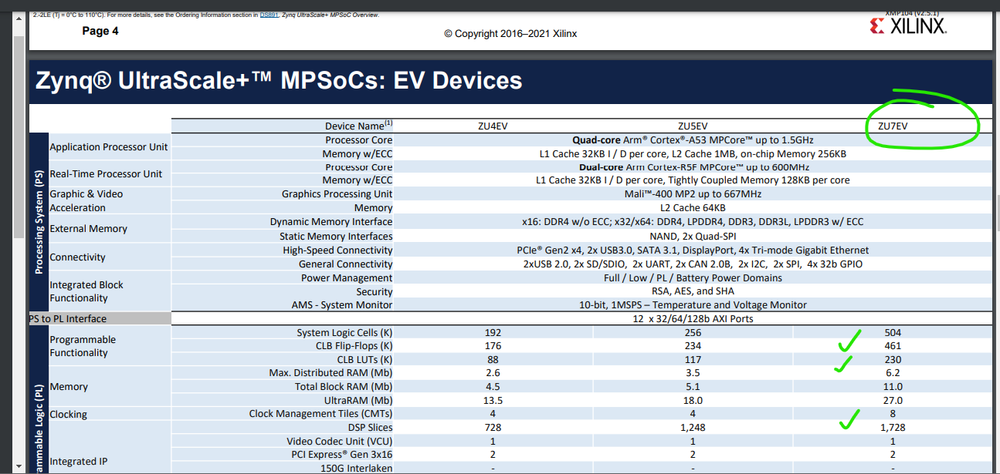 2.-2LE (Tj = 0°C to 110°C). For more details, see the Ordering Information section in DS891, Zynq UltraScale+ MPSoC Overview.
XMP104 (v2.5.1)
Page 4
© Copyright 2016–2021 Xilinx
XILINX
Zynq® UltraScale+™ MPSoCs: EV Devices
Device Name(1) ZU4EV ZU5EV ZU7EV
Processing System (PS)
Application Processor Unit
Processor Core Quad-core Arm® Cortex®-A53 MPCore™ up to 1.5GHz
Memory w/ECC L1 Cache 32KB I / D per core, L2 Cache 1MB, on-chip Memory 256KB
Real-Time Processor Unit
Processor Core Dual-core Arm Cortex-R5F MPCore™ up to 600MHz
Memory w/ECC L1 Cache 32KB I / D per core, Tightly Coupled Memory 128KB per core
Graphic & Video
Acceleration
Graphics Processing Unit Mali™-400 MP2 up to 667MHz
Memory L2 Cache 64KB
External Memory
Dynamic Memory Interface x16: DDR4 w/o ECC; x32/x64: DDR4, LPDDR4, DDR3, DDR3L, LPDDR3 w/ ECC
Static Memory Interfaces NAND, 2x Quad-SPI
Connectivity
High-Speed Connectivity PCIe® Gen2 x4, 2x USB3.0, SATA 3.1, DisplayPort, 4x Tri-mode Gigabit Ethernet
General Connectivity 2xUSB 2.0, 2x SD/SDIO, 2x UART, 2x CAN 2.0B, 2x I2C, 2x SPI, 4x 32b GPIO
Integrated Block
Functionality
Power Management Full / Low / PL / Battery Power Domains
Security RSA, AES, and SHA
AMS - System Monitor 10-bit, 1MSPS – Temperature and Voltage Monitor
PS to PL Interface 12 x 32/64/128b AXI Ports
ammable Logic (PL)
Programmable
Functionality
System Logic Cells (K) 192 256 504
CLB Flip-Flops (K) 176 234 461
CLB LUTs (K) 88 117 230
Memory
Max. Distributed RAM (Mb) 2.6 3.5 6.2
Total Block RAM (Mb) 4.5 5.1 11.0
UltraRAM (Mb) 13.5 18.0 27.0
Clocking
Clock Management Tiles (CMTs) 4 4 8
Integrated IP
DSP Slices 728 1,248 1,728
Video Codec Unit (VCU) 1 1 1
PCI Express® Gen 3x16 2 2 2
150G Interlaken - - -